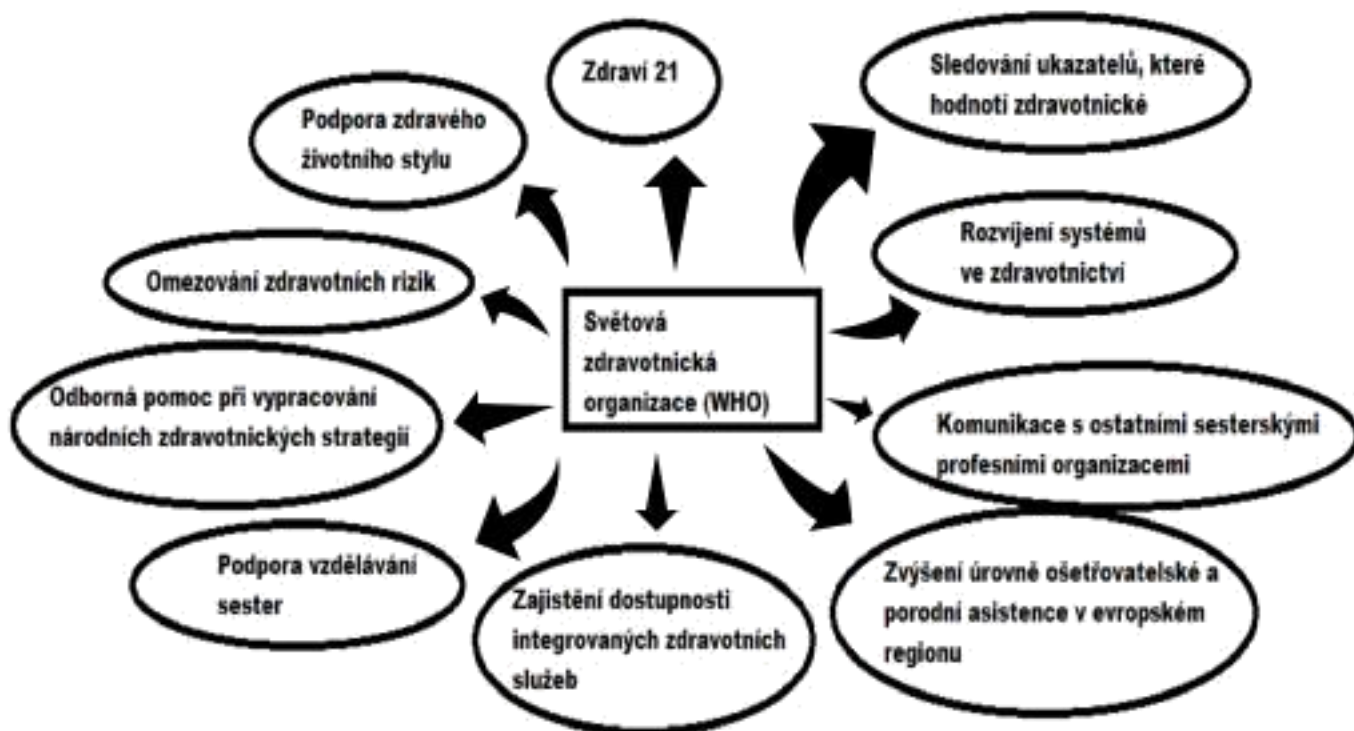 Zdraví 21
Sledování ukazatelů, které
hodnotí zdravotnické
Podpora zdravého
životního stylu
Rozvíjení systémů
ve zdravotnictví
Omezování zdravotních rizik
Světová
zdravotnická
organizace (WHO)
Odborná pomoc při vypracování
národních zdravotnických strategií
Komunikace s ostatními sesterskými
profesními organizacemi
Podpora vzdělávání
sester
Zajistění dostupnosti
integrovaných zdravotních
služeb
Zvýšení úrovně ošetřovatelské a
porodní asistence v evropském
regionu